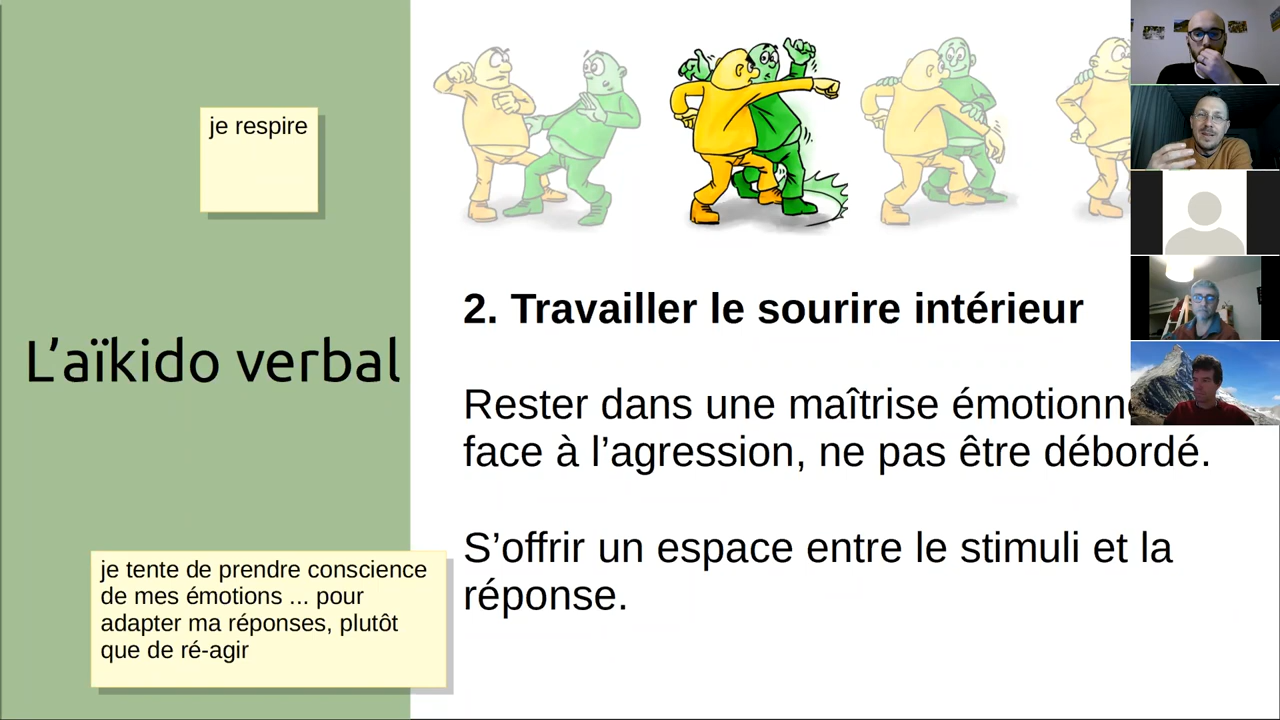 je respire
L’aïkido verbal
je tente de prendre conscience
de mes émotions ... pour
adapter ma réponses, plutôt
que de ré-agir
2. Travailler le sourire intérieur
Rester dans une maîtrise
face à l’agression, ne pas être débordé.
S’offrir un espace entre le stimuli et la
réponse.